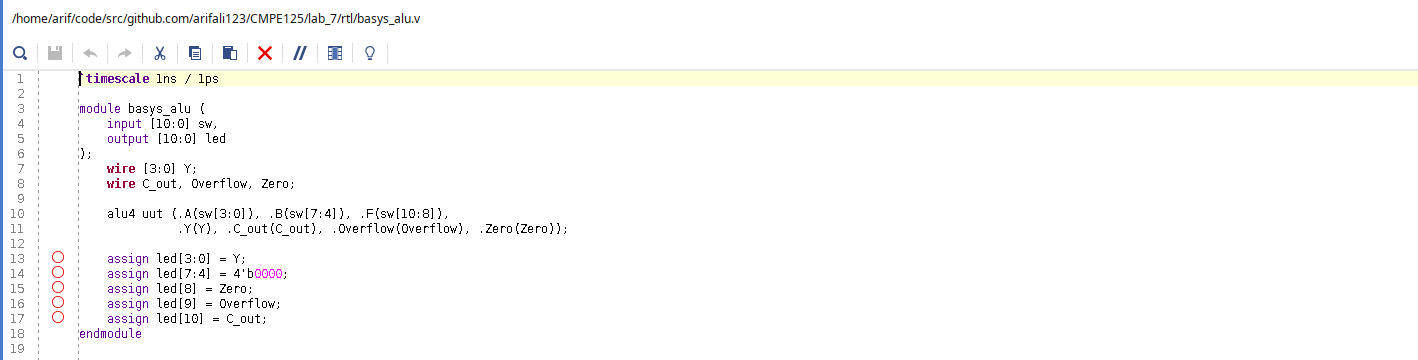 /home/arif/code/src/github.com/arifali123/CMPE125/lab_7/rtl/basys_alu.v
1 `timescale 1ns / 1ps
2
3 module basys_alu (
4     input [10:0] sw,
5     output [10:0] led
6 );
7     wire [3:0] Y;
8     wire C_out, Overflow, Zero;
9
10     alu4 uut (.A(sw[3:0]), .B(sw[7:4]), .F(sw[10:8]),
11               .Y(Y), .C_out(C_out), .Overflow(Overflow), .Zero(Zero));
12
13     assign led[3:0] = Y;
14     assign led[7:4] = 4'b0000;
15     assign led[8] = Zero;
16     assign led[9] = Overflow;
17     assign led[10] = C_out;
18 endmodule
19